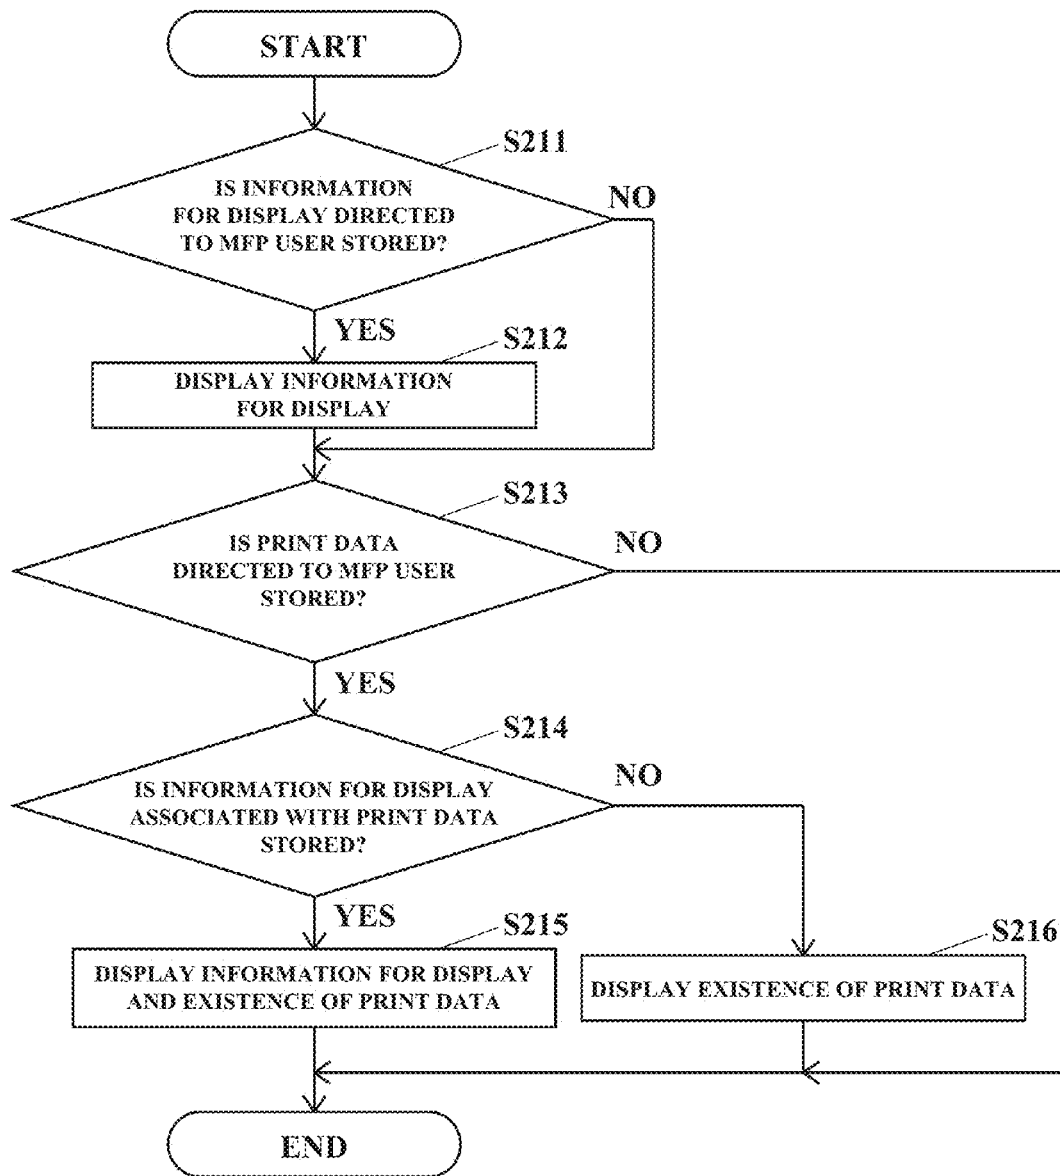 START
S211
IS INFORMATION
FOR DISPLAY DIRECTED
TO MFP USER STORED?
NO
YES
S212
DISPLAY INFORMATION
FOR DISPLAY
S213
IS PRINT DATA
DIRECTED TO MFP USER
STORED?
NO
YES
S214
IS INFORMATION FOR DISPLAY
ASSOCIATED WITH PRINT DATA
STORED?
NO
YES
S215
DISPLAY INFORMATION FOR DISPLAY
AND EXISTENCE OF PRINT DATA
S216
DISPLAY EXISTENCE OF PRINT DATA
END